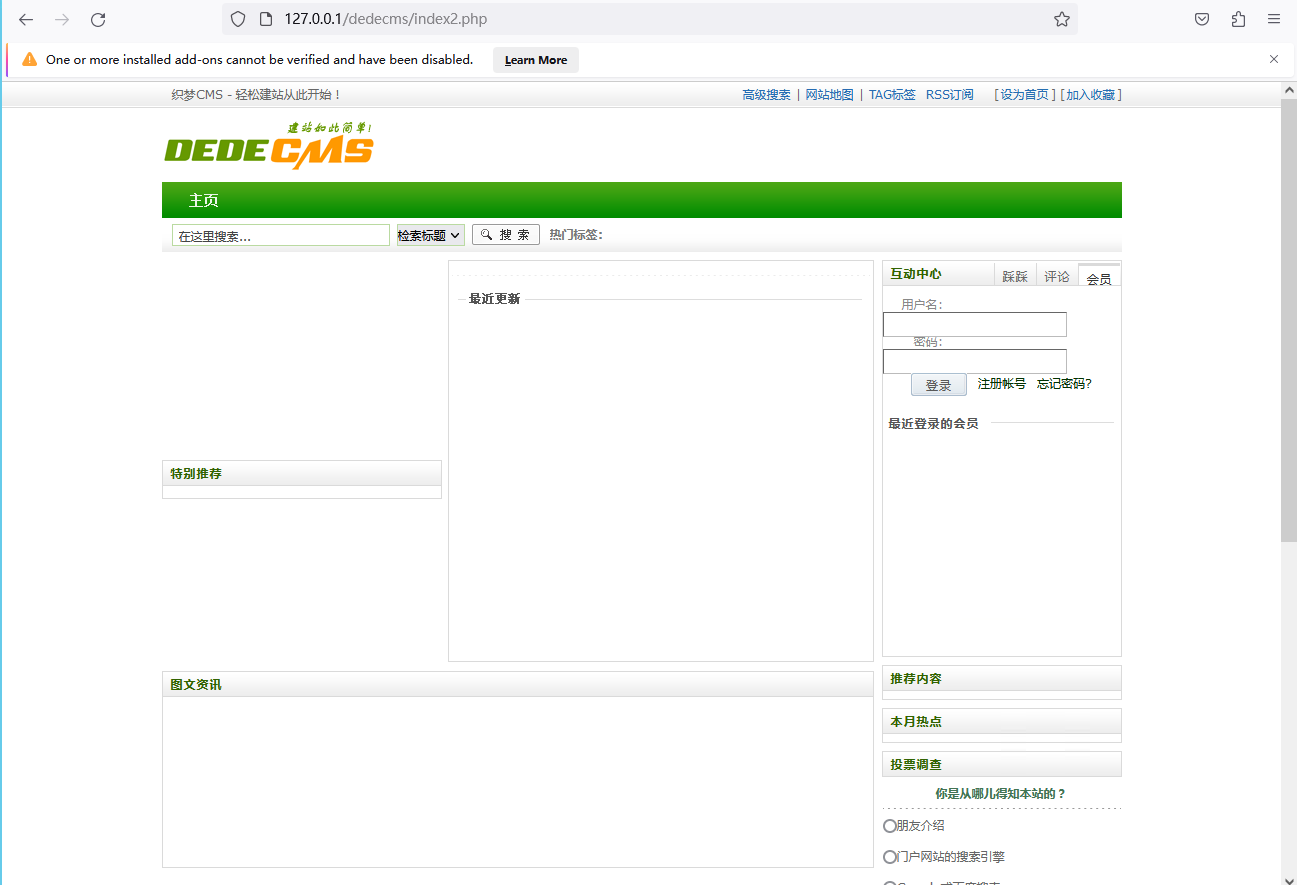 127.0.0.1/dedecms/index2.php
One or more installed add-ons cannot be verified and have been disabled. Learn More
织梦CMS - 轻松建站从此开始！
高级搜索 | 网站地图 | TAG标签 RSS订阅 [ 设为首页 ] [ 加入收藏 ]
建站如此简单!
DEDECMS
主页
在这里搜索... 检索标题 搜 索 热门标签:
最近更新
特别推荐
图文资讯
互动中心 踩踩 评论 会员
用户名:
密码:
登录 注册帐号 忘记密码?
最近登录的会员
推荐内容
本月热点
投票调查
你是从哪儿得知本站的？
朋友介绍
门户网站的搜索引擎